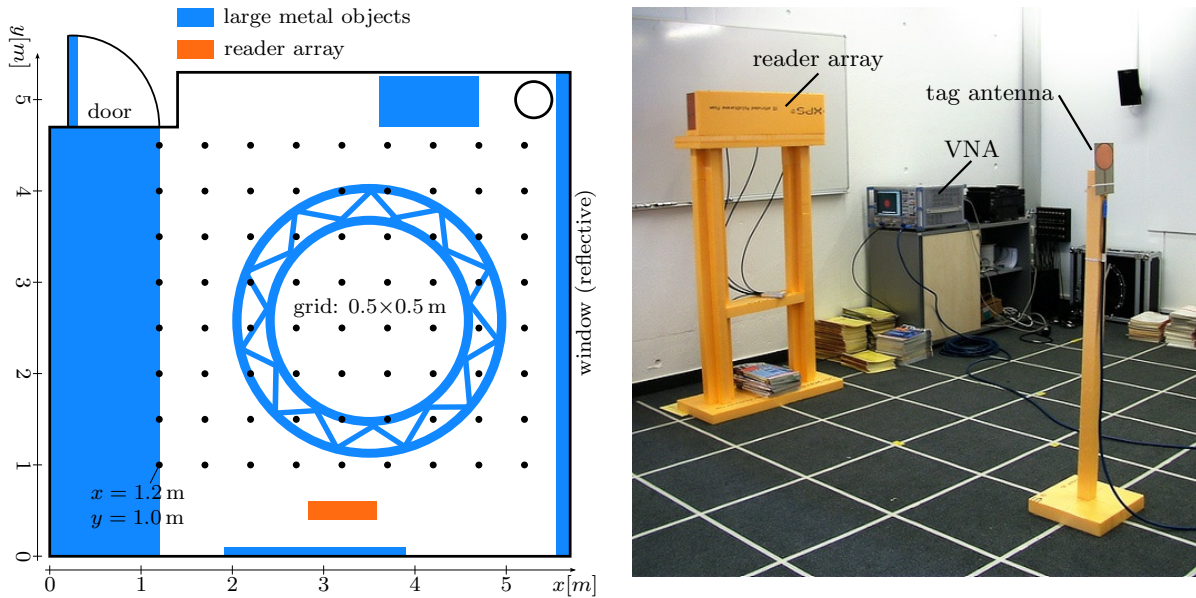 large metal objects
reader array
y[m]
door
5
4
3
2
1
0
grid: 0.5×0.5 m
window (reflective)
x = 1.2 m
y = 1.0 m
0
1
2
3
4
5
x[m]
reader array
tag antenna
VNA
XPS